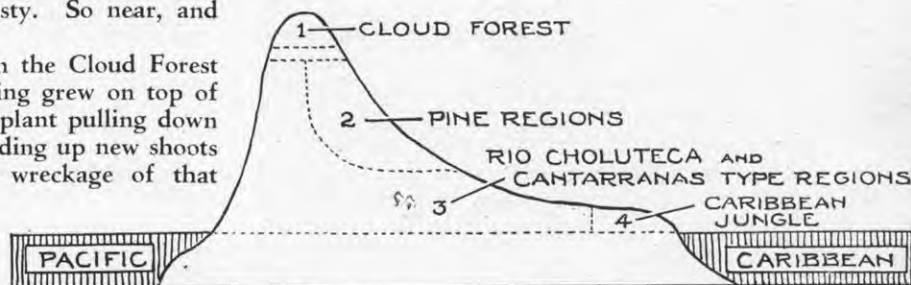 sty. So near, and
n the Cloud Forest
ing grew on top of
plant pulling down
ding up new shoots
wreckage of that
1 CLOUD FOREST
2 PINE REGIONS
3 RIO CHOLUTECA AND
CANTARRANAS TYPE REGIONS
4 CARIBBEAN
JUNGLE
PACIFIC
CARIBBEAN